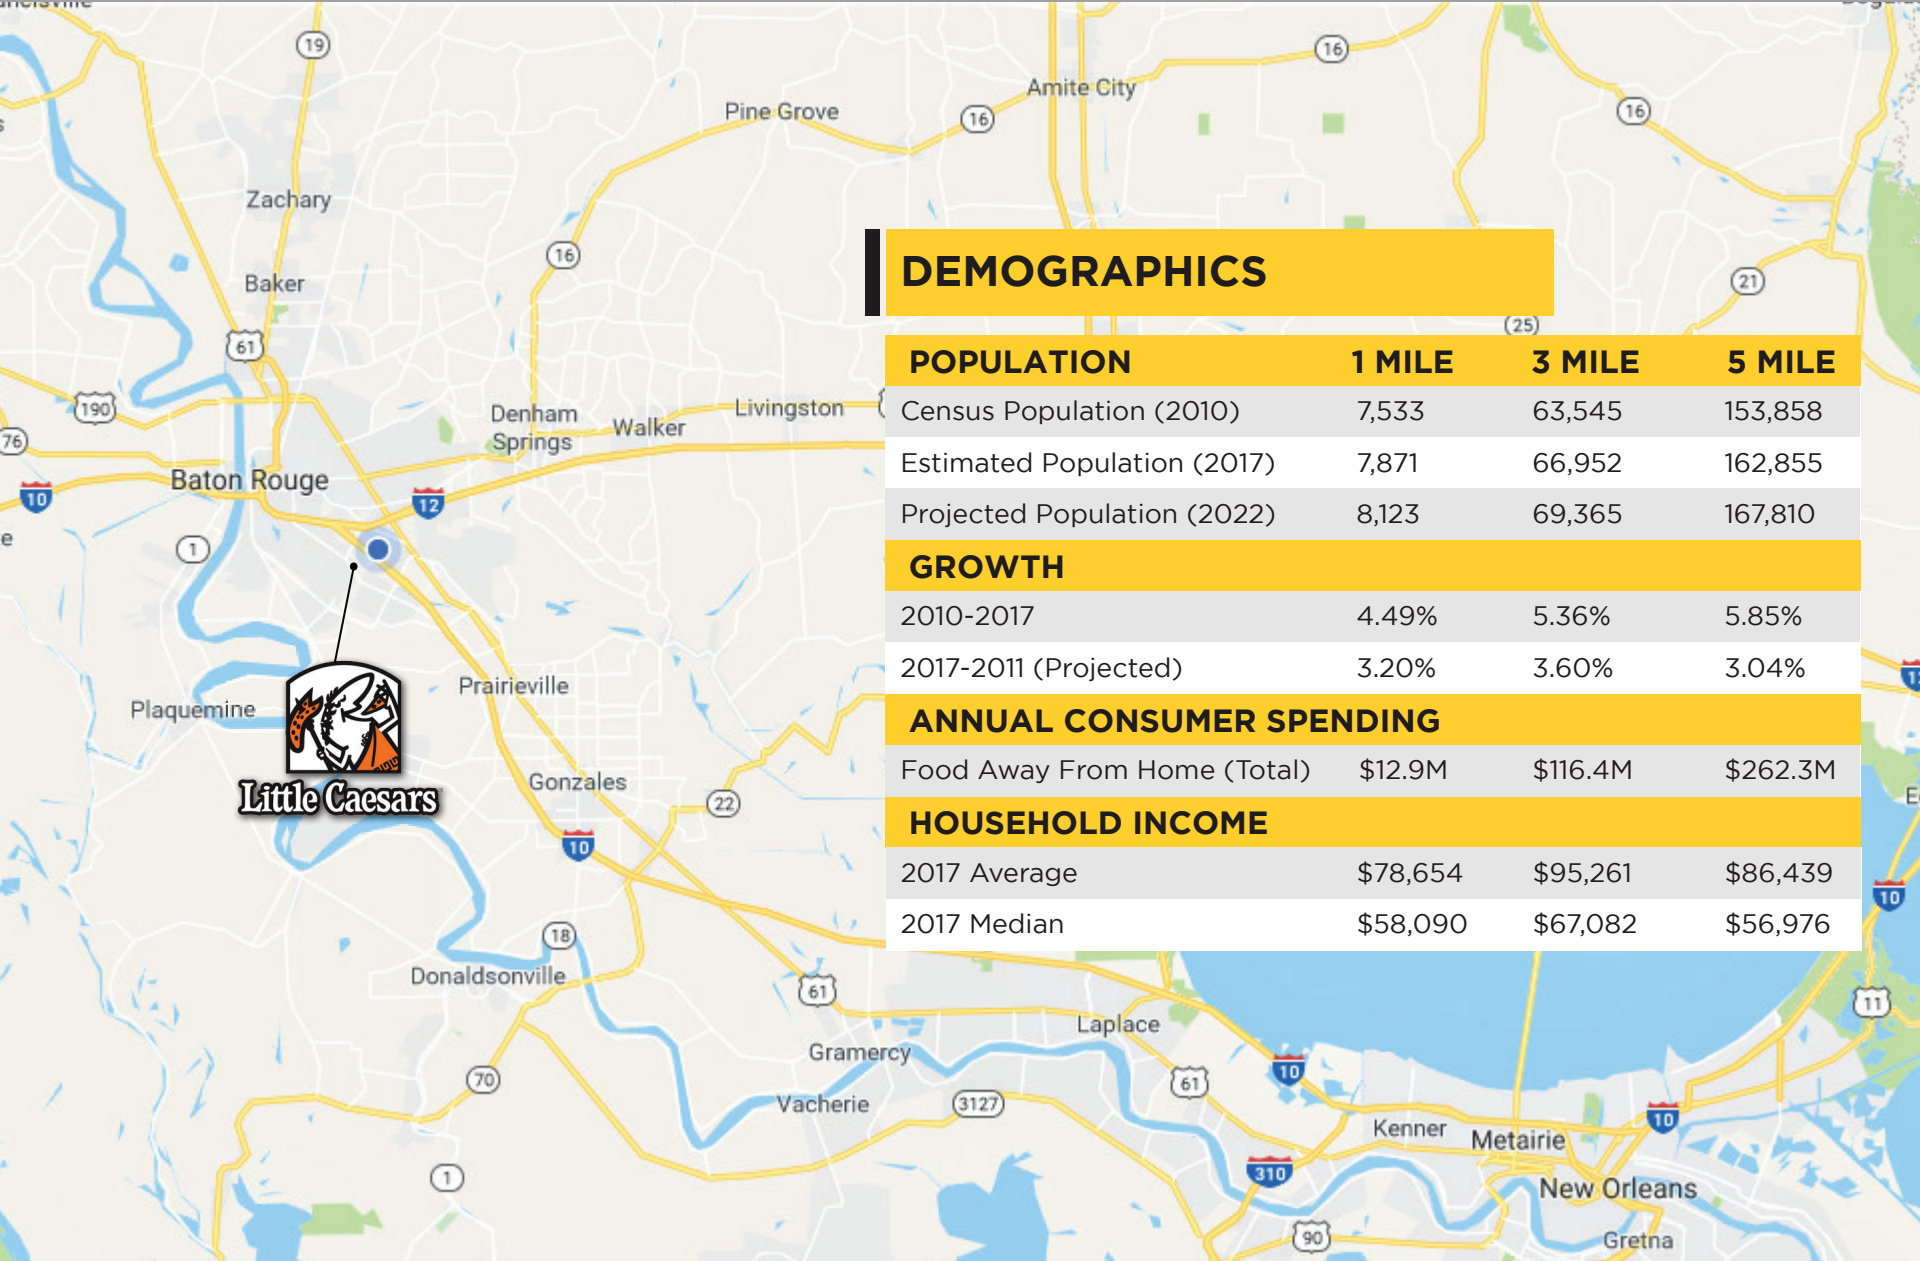 19
16
Amite City
Pine Grove
16
16
Zachary
16
Baker
21
61
DEMOGRAPHICS
(25)
POPULATION 1 MILE 3 MILE 5 MILE
Census Population (2010) 7,533 63,545 153,858
Estimated Population (2017) 7,871 66,952 162,855
Projected Population (2022) 8,123 69,365 167,810
GROWTH
2010-2017 4.49% 5.36% 5.85%
2017-2011 (Projected) 3.20% 3.60% 3.04%
ANNUAL CONSUMER SPENDING
Food Away From Home (Total) $12.9M $116.4M $262.3M
HOUSEHOLD INCOME
2017 Average $78,654 $95,261 $86,439
2017 Median $58,090 $67,082 $56,976
190
76
Denham
Springs
Walker
Livingston
Baton Rouge
10
12
1
Plaquemine
Prairieville
Little Caesars
Gonzales
22
10
10
18
Donaldsonville
61
11
Laplace
Gramercy
70
61
10
Vacherie
3127
10
Kenner
Metairie
1
310
New Orleans
90
Gretna